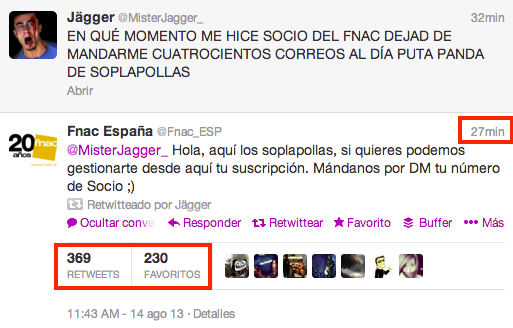 Jägger @MisterJagger_ 32min
EN QUÉ MOMENTO ME HICE SOCIO DEL FNAC DEJAD DE
MANDARME CUATROCIENTOS CORREOS AL DÍA PUTA PANDA
DE SOPLAPOLLAS
Abrir
20 años fnac
Fnac España @Fnac_ESP 27min
@MisterJagger_ Hola, aquí los soplapollas, si quieres podemos
gestionarte desde aquí tu suscripción. Mándanos por DM tu número
de Socio ;)
Retwitteado por Jägger
Ocultar conve Responder Retwittear Favorito Buffer Más
369 230
RETWEETS FAVORITOS
11:43 AM - 14 ago 13 · Detalles